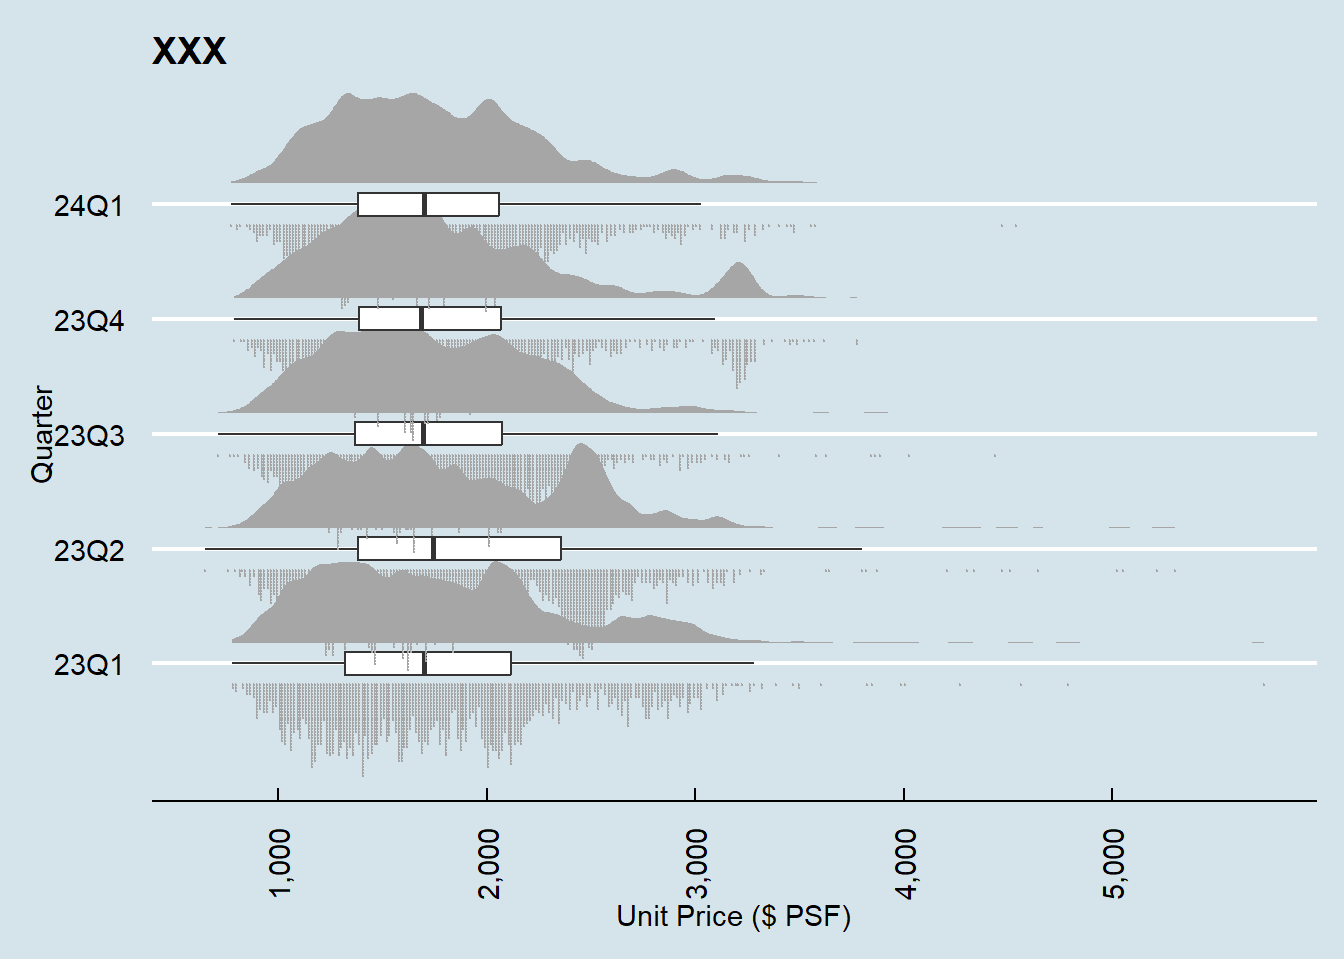 XXX
24Q1
23Q4
23Q3
23Q2
23Q1
Quarter
1,000
2,000
3,000
4,000
5,000
Unit Price ($ PSF)